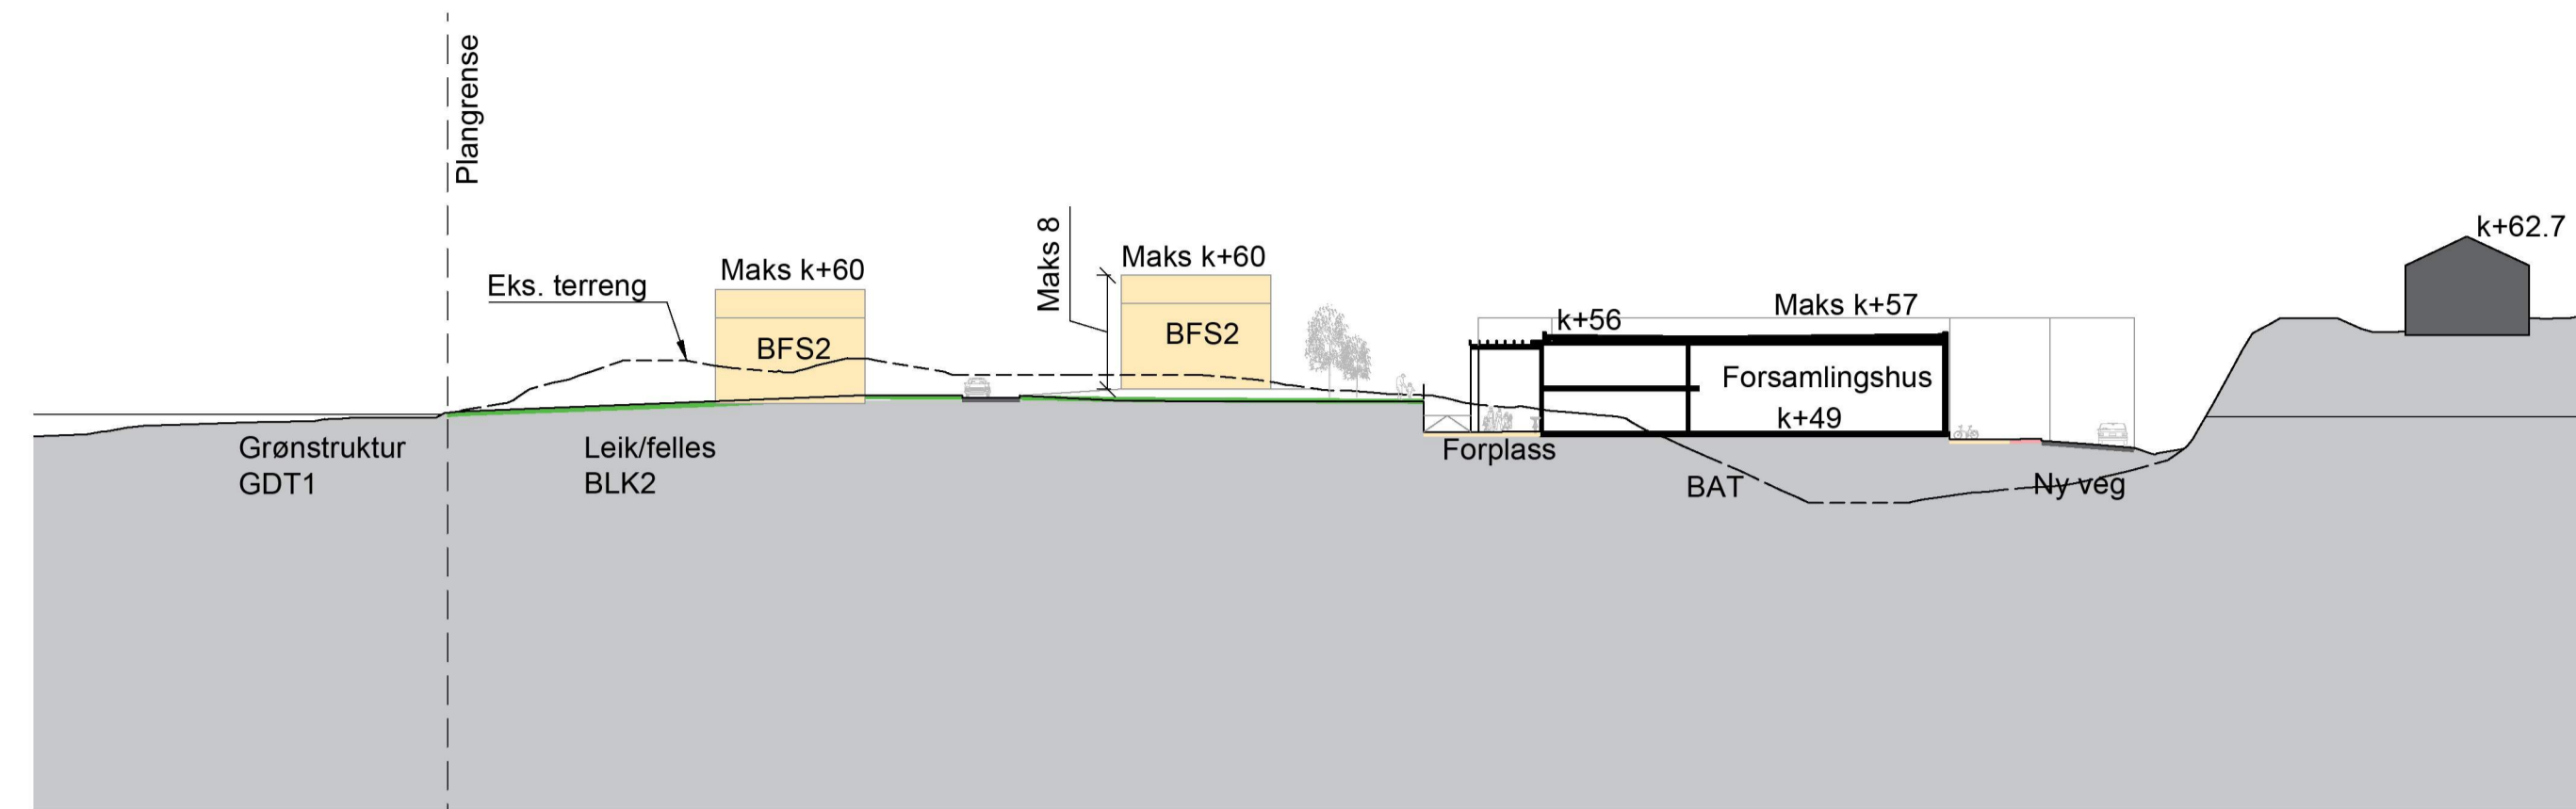 Plangrense
Eks. terreng
Maks k+60
BFS2
Maks 8
Maks k+60
BFS2
k+56
Maks k+57
Forsamlingshus
k+49
k+62.7
Grønstruktur
GDT1
Leik/felles
BLK2
Forplass
BAT
Ny veg